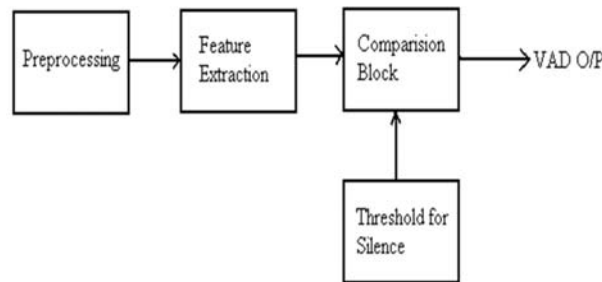 Preprocessing
Feature
Extraction
Comparision
Block
VAD O/P
Threshold for
Silence